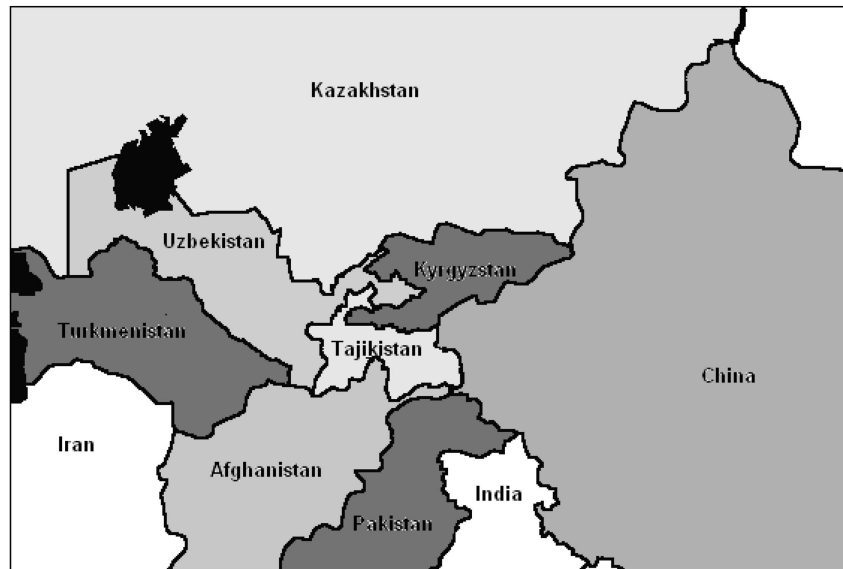 Kazakhstan
Uzbekistan
Kyrgyzstan
Turkmenistan
Tajikistan
China
Iran
Afghanistan
India
Pakistan